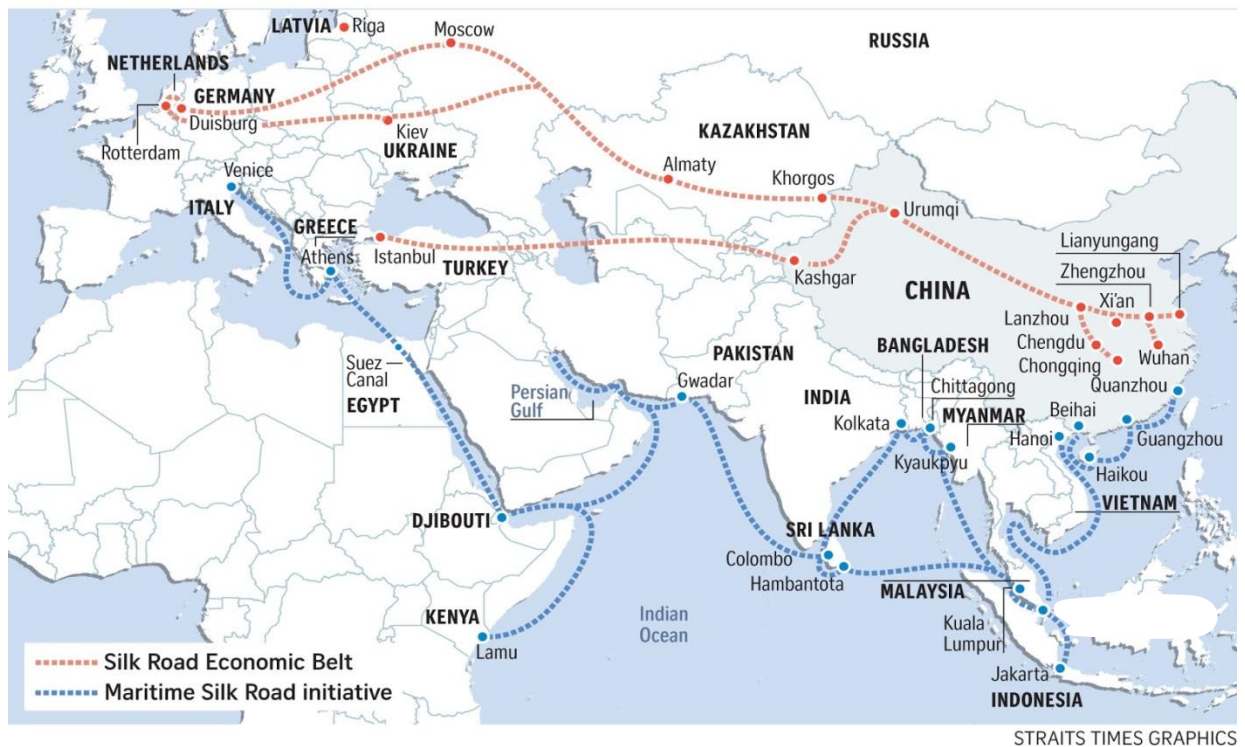 LATVIA
Riga
Moscow
RUSSIA
NETHERLANDS
GERMANY
Duisburg
Rotterdam
Kiev
UKRAINE
KAZAKHSTAN
Almaty
Khorgos
Urumqi
Venice
ITALY
GREECE
Athens
Istanbul
TURKEY
Kashgar
Lianyungang
Zhengzhou
CHINA
Xi'an
Lanzhou
Chengdu
Chongqing
Wuhan
Quanzhou
Suez
Canal
EGYPT
Persian
Gulf
PAKISTAN
Gwadar
BANGLADESH
Chittagong
INDIA
MYANMAR
Kolkata
Kyaukpyu
Beihai
Hanoi
Guangzhou
Haikou
VIETNAM
DJIBOUTI
SRI LANKA
Colombo
Hambantota
MALAYSIA
Kuala
Lumpur
KENYA
Lamu
Indian
Ocean
Jakarta
INDONESIA
Silk Road Economic Belt
Maritime Silk Road initiative
STRAITS TIMES GRAPHICS